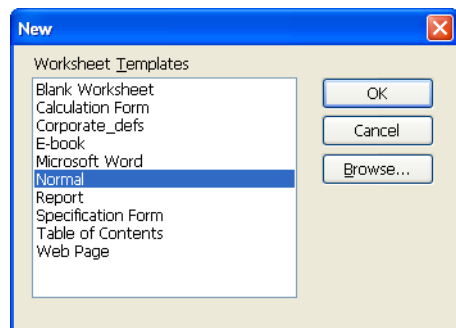 New
Worksheet Templates
Blank Worksheet
Calculation Form
Corporate_defs
E-book
Microsoft Word
Normal
Report
Specification Form
Table of Contents
Web Page
OK
Cancel
Browse...